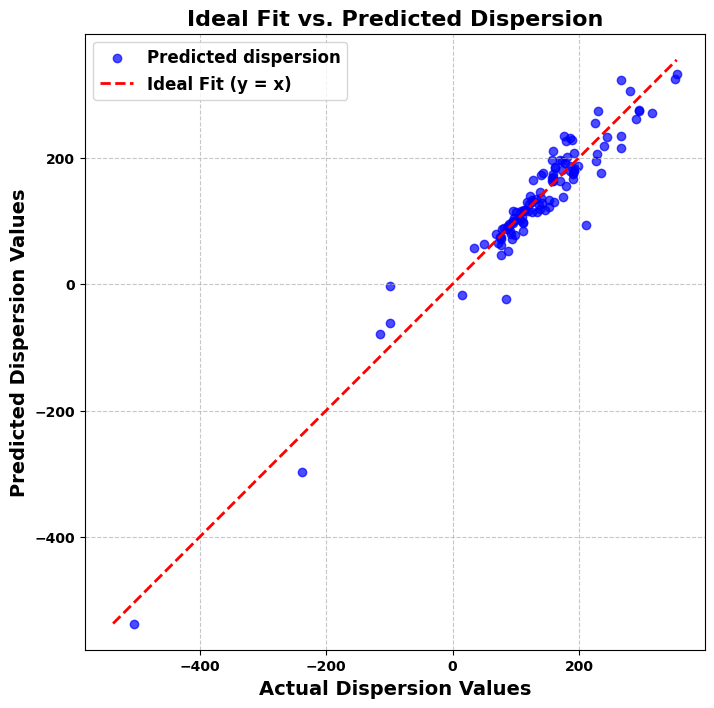 Ideal Fit vs. Predicted Dispersion
Predicted dispersion
Ideal Fit (y = x)
Predicted Dispersion Values
200
0
−200
−400
−400
−200
0
200
Actual Dispersion Values